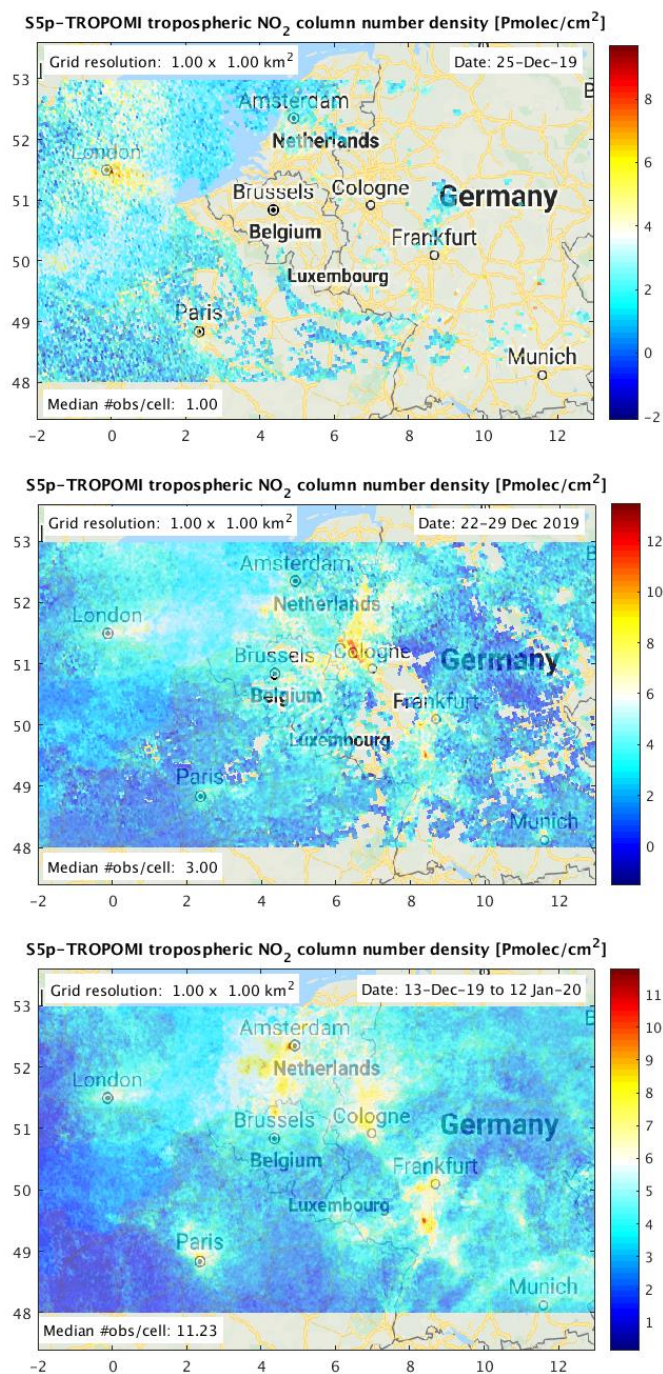 S5p-TROPOMI tropospheric NO2 column number density [Pmolec/cm2]
Grid resolution: 1.00 x 1.00 km2
Date: 25-Dec-19
53
52
51
50
49
48
-2
0
2
4
6
8
10
12
8
6
4
2
0
-2
Amsterdam
B
Netherlands
London
Brussels
Cologne
Germany
Belgium
Frankfurt
Luxembourg
Paris
Munich
Median #obs/cell: 1.00
S5p-TROPOMI tropospheric NO2 column number density [Pmolec/cm2]
Grid resolution: 1.00 x 1.00 km2
Date: 22-29 Dec 2019
53
52
51
50
49
48
-2
0
2
4
6
8
10
12
12
10
8
6
4
2
0
Amsterdam
B
Netherlands
London
Brussels
Cologne
Germany
Belgium
Frankfurt
Luxembourg
Paris
Munich
Median #obs/cell: 3.00
S5p-TROPOMI tropospheric NO2 column number density [Pmolec/cm2]
Grid resolution: 1.00 x 1.00 km2
Date: 13-Dec-19 to 12 Jan-20
53
52
51
50
49
48
-2
0
2
4
6
8
10
12
11
10
9
8
7
6
5
4
3
2
1
Amsterdam
B
Netherlands
London
Brussels
Cologne
Germany
Belgium
Frankfurt
Luxembourg
Paris
Munich
Median #obs/cell: 11.23